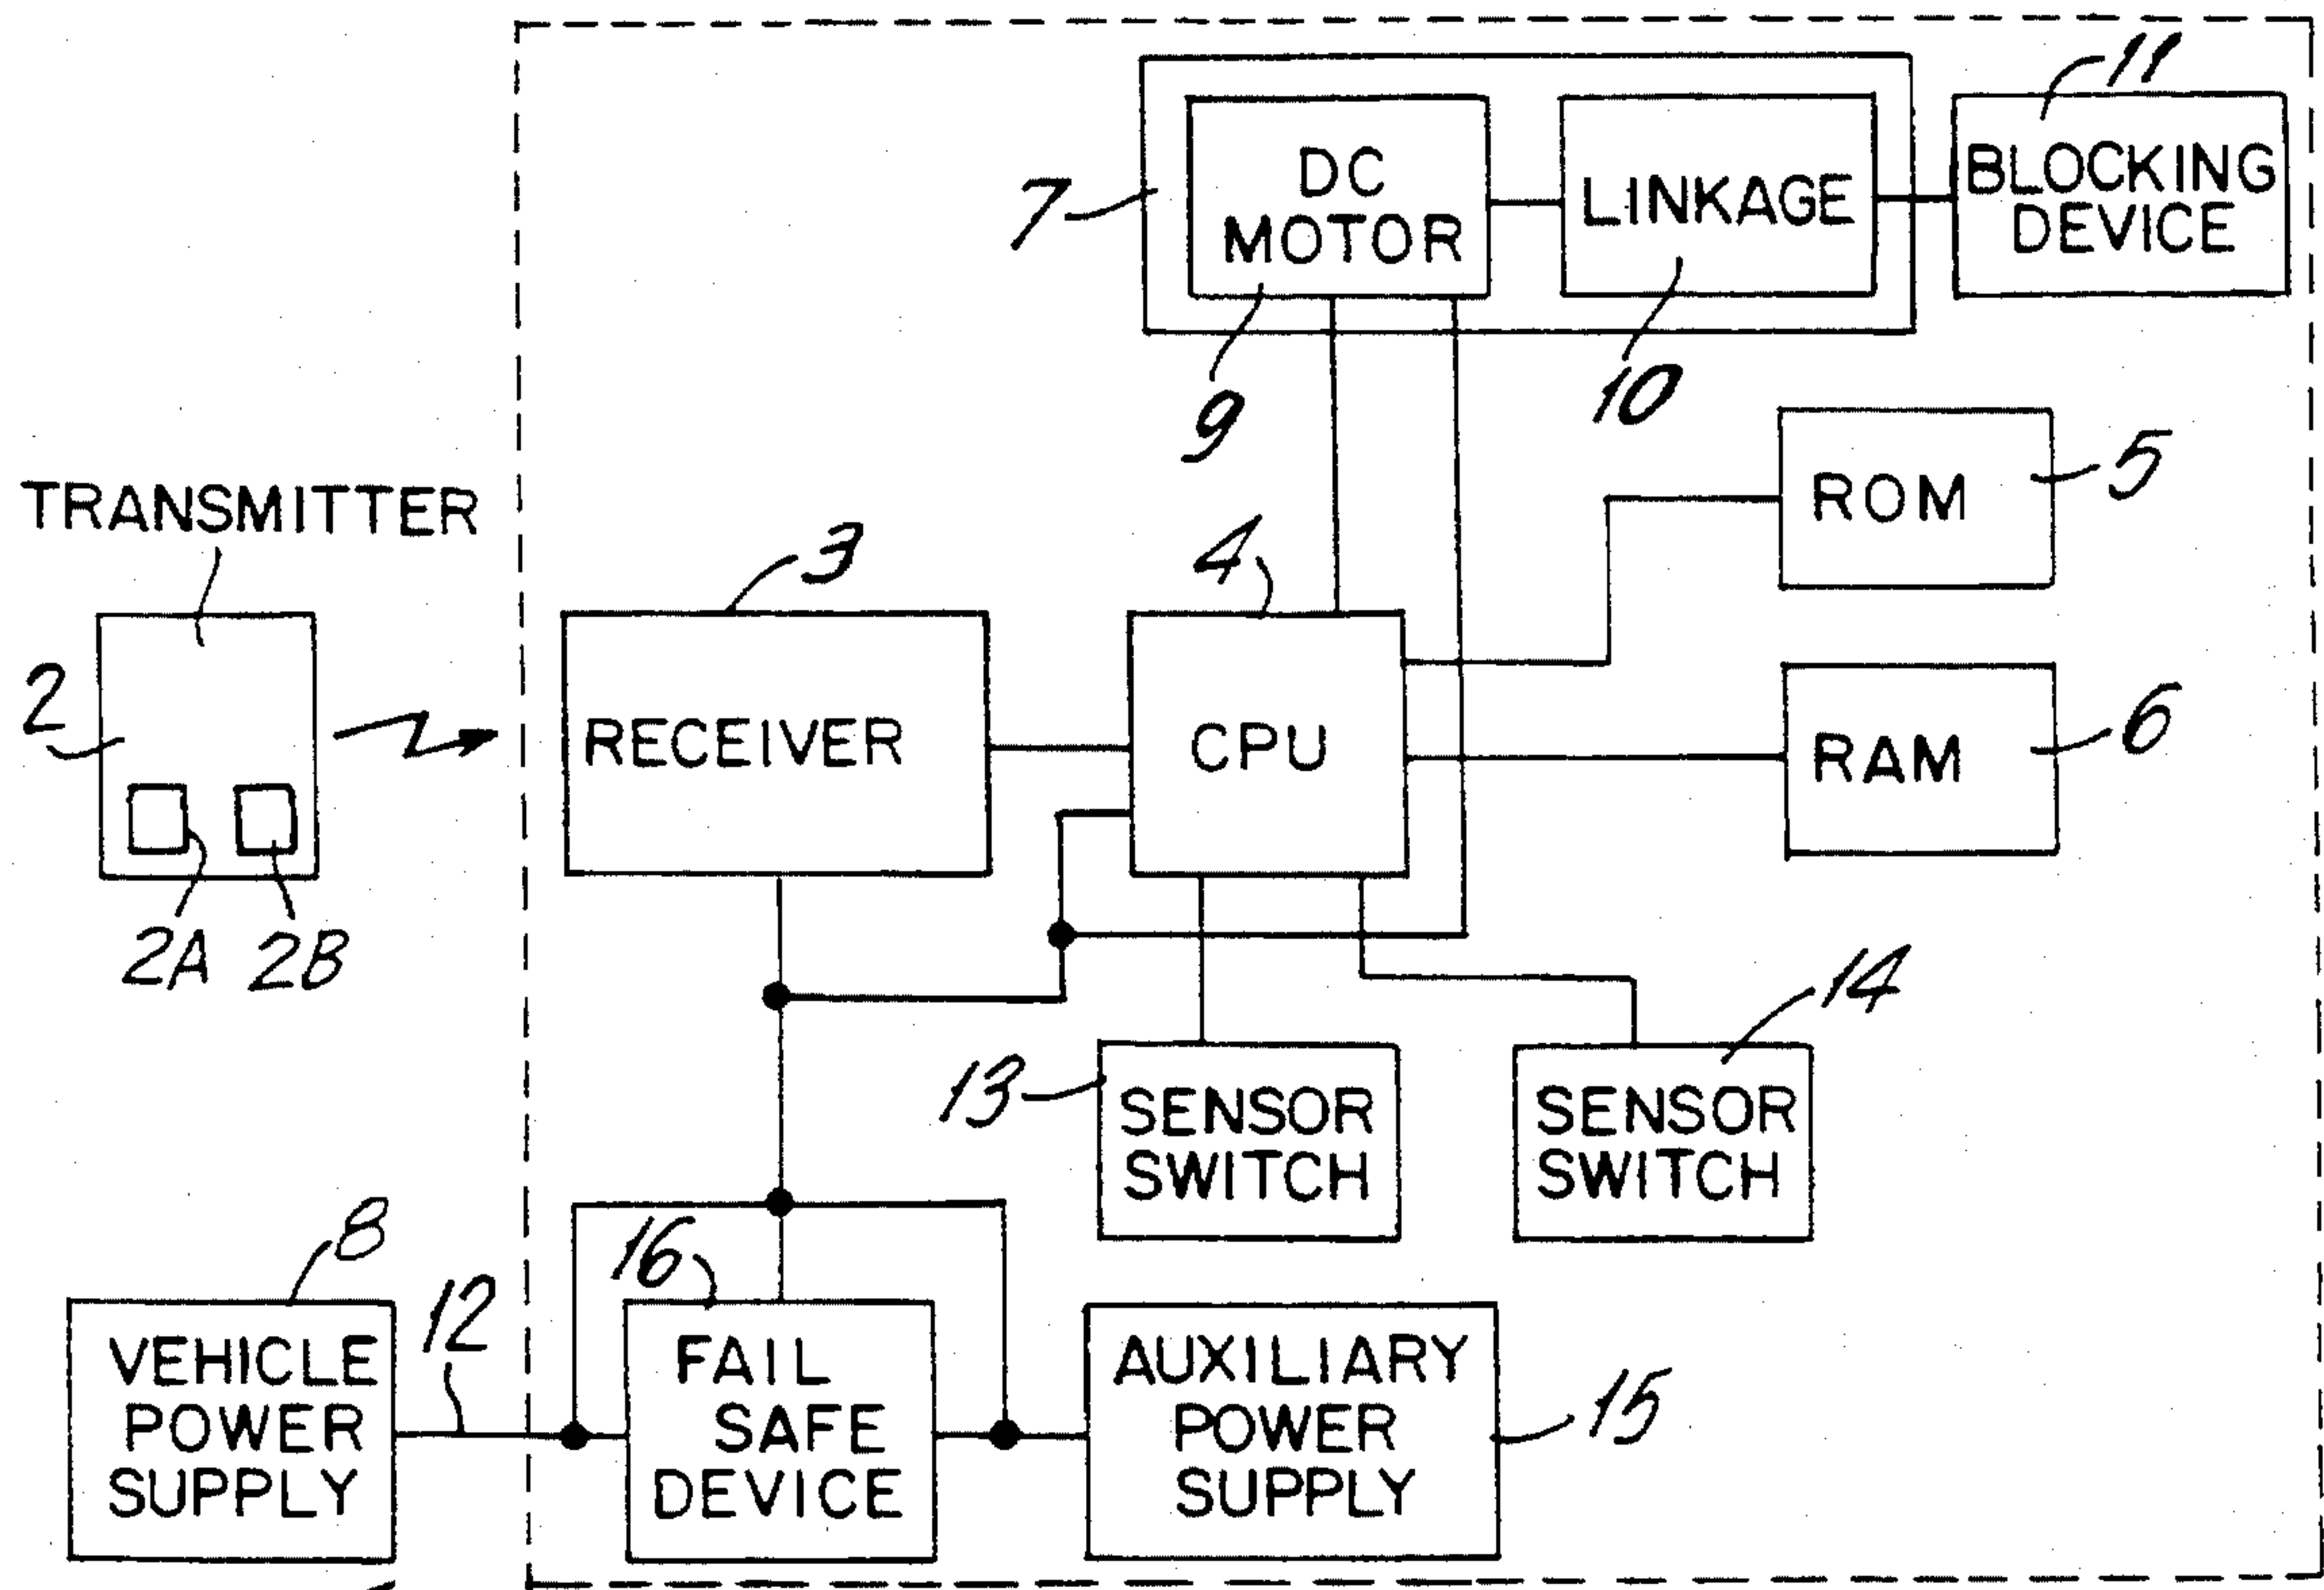 11
7
DC
MOTOR
LINKAGE
BLOCKING
DEVICE
9
10
TRANSMITTER
ROM
5
3
4
2
RECEIVER
CPU
RAM
6
2A
2B
13
SENSOR
SWITCH
14
SENSOR
SWITCH
8
12
16
VEHICLE
POWER
SUPPLY
FAIL
SAFE
DEVICE
AUXILIARY
POWER
SUPPLY
15